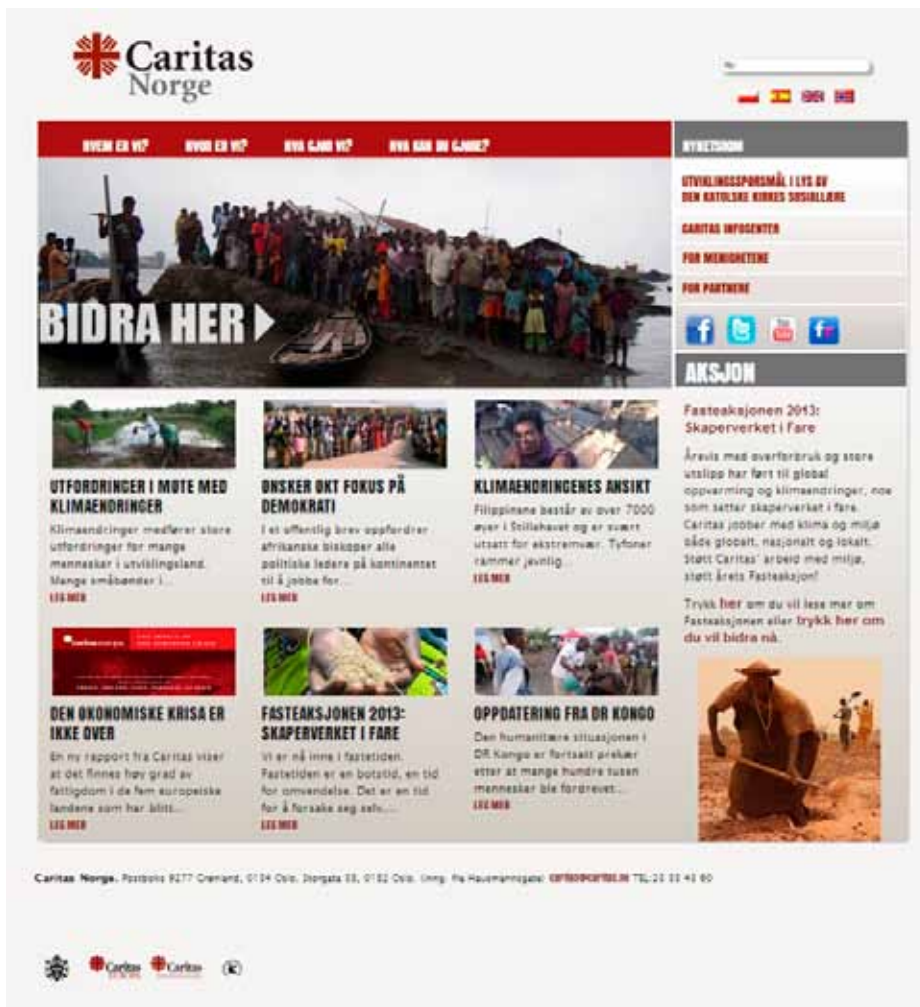 Caritas
Norge
HVEM ER VI? HVOR ER VI? HVA GJØR VI? HVA KAN DU GJØRE?
BIDRA HER
NYHETSROM
UTVIKLINGSSPØRSMÅL I LYS AV
DEN KATOLSKE KIRKES SOSIALLÆRE
CARITAS INFOSENTER
FOR MENIGHETENE
FOR PARTNERE
UTFORDRINGER I MØTE MED
KLIMAENDRINGER
Klimaendringer medfører store
utfordringer for mange
mennesker i utviklingsland.
Mange småbønder i...
LES MER
ØNSKER ØKT FOKUS PÅ
DEMOKRATI
I et offentlig brev oppfordrer
afrikanske biskoper alle
politiske ledere på kontinentet
til å jobbe for...
LES MER
KLIMAENDRINGENES ANSIKT
Filippinene består av over 7000
øyer i Stillehavet og er svært
utsatt for ekstremvær. Tyfoner
rammer jevnlig...
LES MER
DEN ØKONOMISKE KRISA ER
IKKE OVER
En ny rapport fra Caritas viser
at det finnes høy grad av
fattigdom i de fem europeiske
landene som har blitt...
LES MER
FASTEAKSJONEN 2013:
SKAPERVERKET I FARE
Vi er nå inne i fastetiden.
Fastetiden er en botstid, en tid
for omvendelse. Det er en tid
for å forsake seg selv...
LES MER
OPPDATERING FRA DR KONGO
Den humanitære situasjonen i
DR Kongo er fortsatt prekær
etter at mange hundre tusen
mennesker ble fordrevet...
LES MER
AKSJON
Fasteaksjonen 2013:
Skaperverket i Fare
Årevis med overforbruk og store
utslipp har ført til global
oppvarming og klimaendringer, noe
som setter skaperverket i fare.
Caritas jobber med klima og miljø
både globalt, nasjonalt og lokalt.
Støtt Caritas' arbeid med miljø,
støtt årets Fasteaksjon!
Trykk her om du vil lese mer om
Fasteaksjonen eller trykk her om
du vil bidra nå.
Caritas Norge. Postboks 9277 Grønland, 0134 Oslo. Storgata 38, 0182 Oslo. (inng. fra Hausmannsgate)
Caritas Caritas